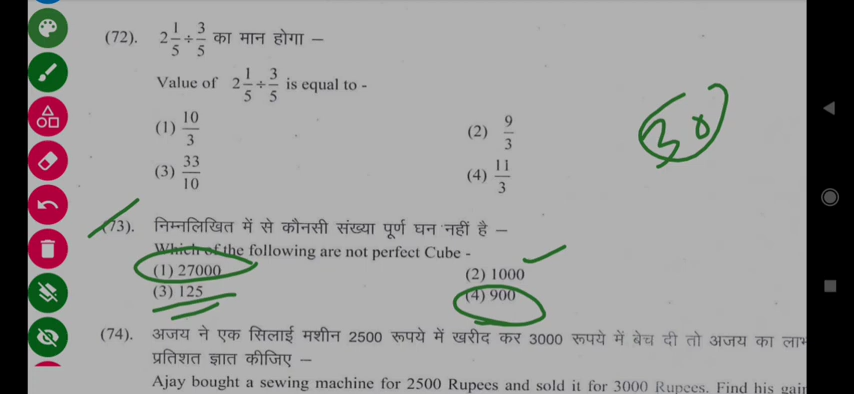 (72). 2 1/5 ÷ 3/5 का मान होगा –
Value of 2 1/5 ÷ 3/5 is equal to -
(1) 10/3 (2) 9/3
(3) 33/10 (4) 11/3
30
(73). निम्नलिखित में से कौनसी संख्या पूर्ण घन नहीं है –
Which of the following are not perfect Cube -
(1) 27000 (2) 1000
(3) 125 (4) 900
(74). अजय ने एक सिलाई मशीन 2500 रूपये में खरीद कर 3000 रूपये में बेच दी तो अजय का लाभ
प्रतिशत ज्ञात कीजिए –
Ajay bought a sewing machine for 2500 Rupees and sold it for 3000 Rupees. Find his gain